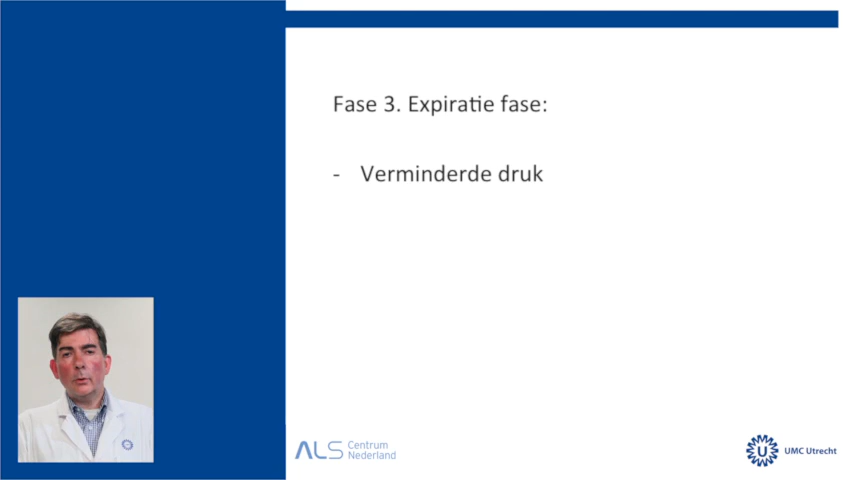 Fase 3. Expiratie fase:
- Verminderde druk
ALS Centrum
Nederland
UMC Utrecht